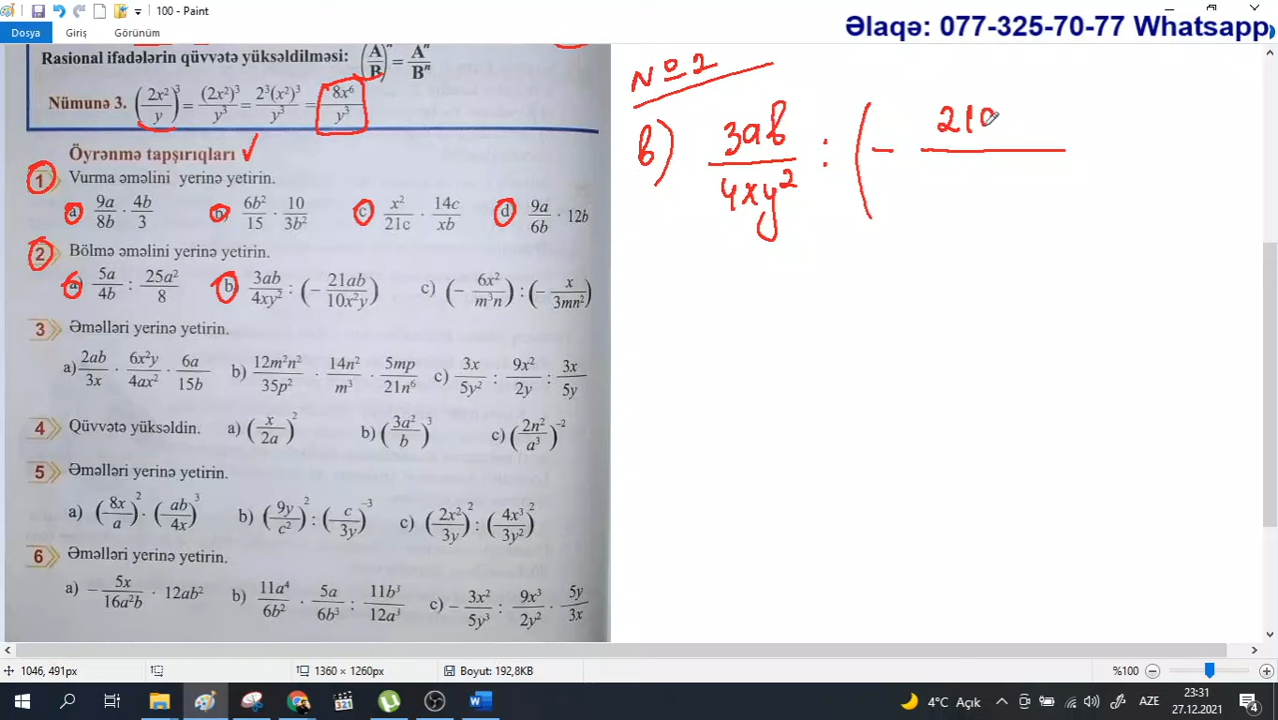 100 - Paint
Əlaqə: 077-325-70-77 Whatsapp
Dosya Giriş Görünüm
Rasional ifadələrin qüvvətə yüksəldilməsi: (A/B)ⁿ = Aⁿ/Bⁿ
Nümunə 3. (2x²/y)³ = (2x²)³/y³ = 2³(x²)³/y³ = 8x⁶/y³
Öyrənmə tapşırıqları
1 Vurma əməlini yerinə yetirin.
a) 9a/8b · 4b/3 b) 6b²/15 · 10/3b² c) x²/21c · 14c/xb d) 9a/6b · 12b
2 Bölmə əməlini yerinə yetirin.
a) 5a/4b : 25a²/8 b) 3ab/4xy² : (- 21ab/10x²y) c) (- 6x²/m³n) : (- x/3mn²)
3 Əməlləri yerinə yetirin.
a) 2ab/3x · 6x²y/4ax² · 6a/15b b) 12m²n²/35p² · 14n²/m³ · 5mp/21n⁶ c) 3x/5y² : 9x²/2y : 3x/5y
4 Qüvvətə yüksəldin. a) (x/2a)² b) (3a²/b)³ c) (2n²/a³)⁻²
5 Əməlləri yerinə yetirin.
a) (8x/a)² · (ab/4x)³ b) (9y/c²)² : (c/3y)⁻³ c) (2x²/3y)² : (4x³/3y²)²
6 Əməlləri yerinə yetirin.
a) - 5x/16a²b · 12ab² b) 11a⁴/6b² · 5a/6b³ : 11b³/12a³ c) - 3x²/5y³ : 9x³/2y² · 5y/3x
№2
b) 3ab/4xy² : (- 21
1046, 491px 1360 × 1260px Boyut: 192,8KB %100
4°C Açık AZE 23:31
27.12.2021 4